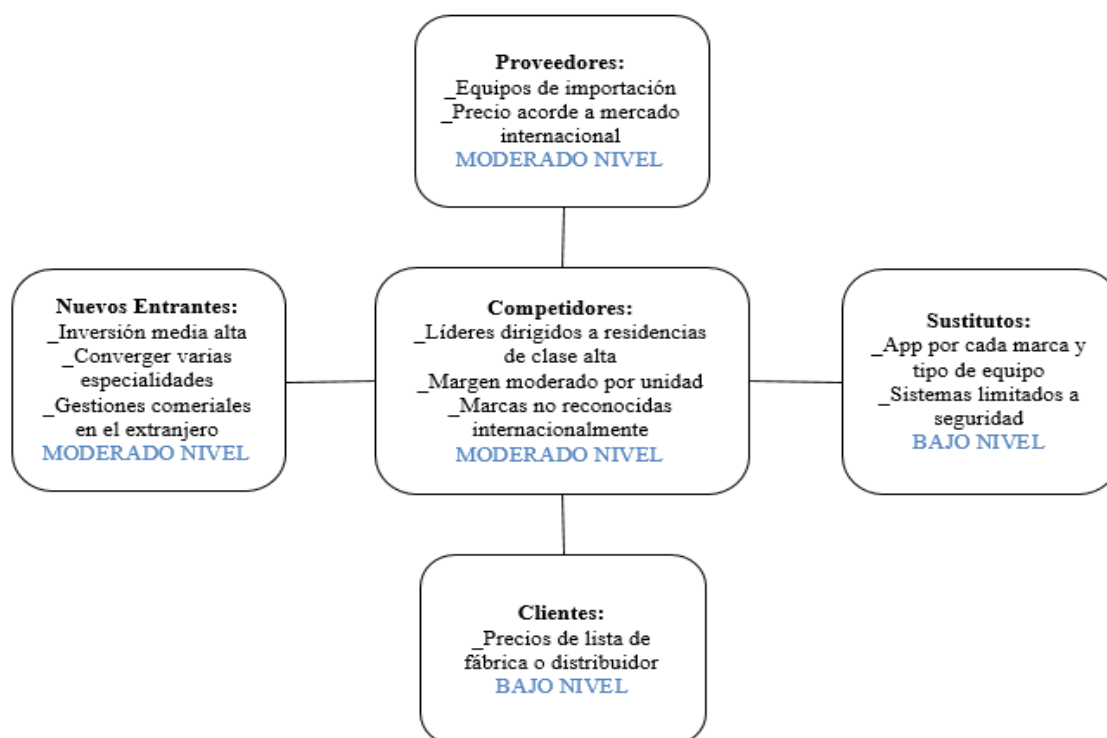 Proveedores:
_Equipos de importación
_Precio acorde a mercado
internacional
MODERADO NIVEL
Nuevos Entrantes:
_Inversión media alta
_Converger varias
especialidades
_Gestiones comeriales
en el extranjero
MODERADO NIVEL
Competidores:
_Líderes dirigidos a residencias
de clase alta
_Margen moderado por unidad
_Marcas no reconocidas
internacionalmente
MODERADO NIVEL
Sustitutos:
_App por cada marca y
tipo de equipo
_Sistemas limitados a
seguridad
BAJO NIVEL
Clientes:
_Precios de lista de
fábrica o distribuidor
BAJO NIVEL